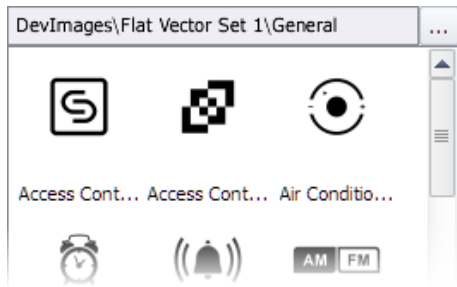 DevImages\Flat Vector Set 1\General
...
Access Cont... Access Cont... Air Conditio...
AM FM